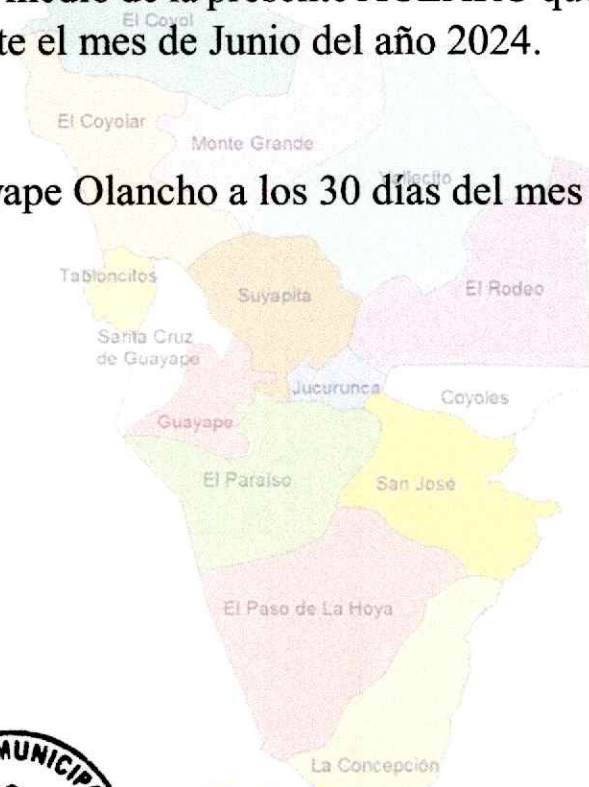 medio de la presente
El Coyol
te el mes de Junio del año 2024.
El Coyolar
Monte Grande
Vallecito
yape Olancho a los 30 días del mes
Tabloncitos
Suyapita
El Rodeo
Santa Cruz
de Guayape
Jucurunca
Coyoles
Guayape
El Paraíso
San José
El Paso de La Hoya
MUNICIP
La Concepción